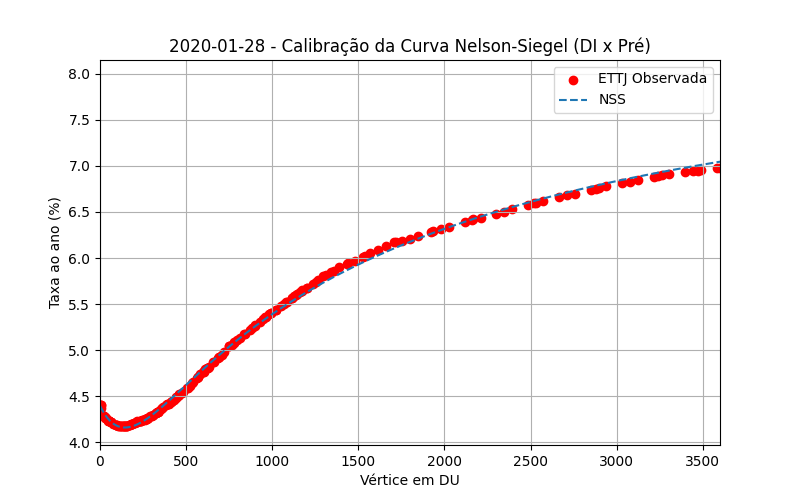 2020-01-28 - Calibração da Curva Nelson-Siegel (DI x Pré)
ETTJ Observada
NSS
Taxa ao ano (%)
8.0
7.5
7.0
6.5
6.0
5.5
5.0
4.5
4.0
0 500 1000 1500 2000 2500 3000 3500
Vértice em DU